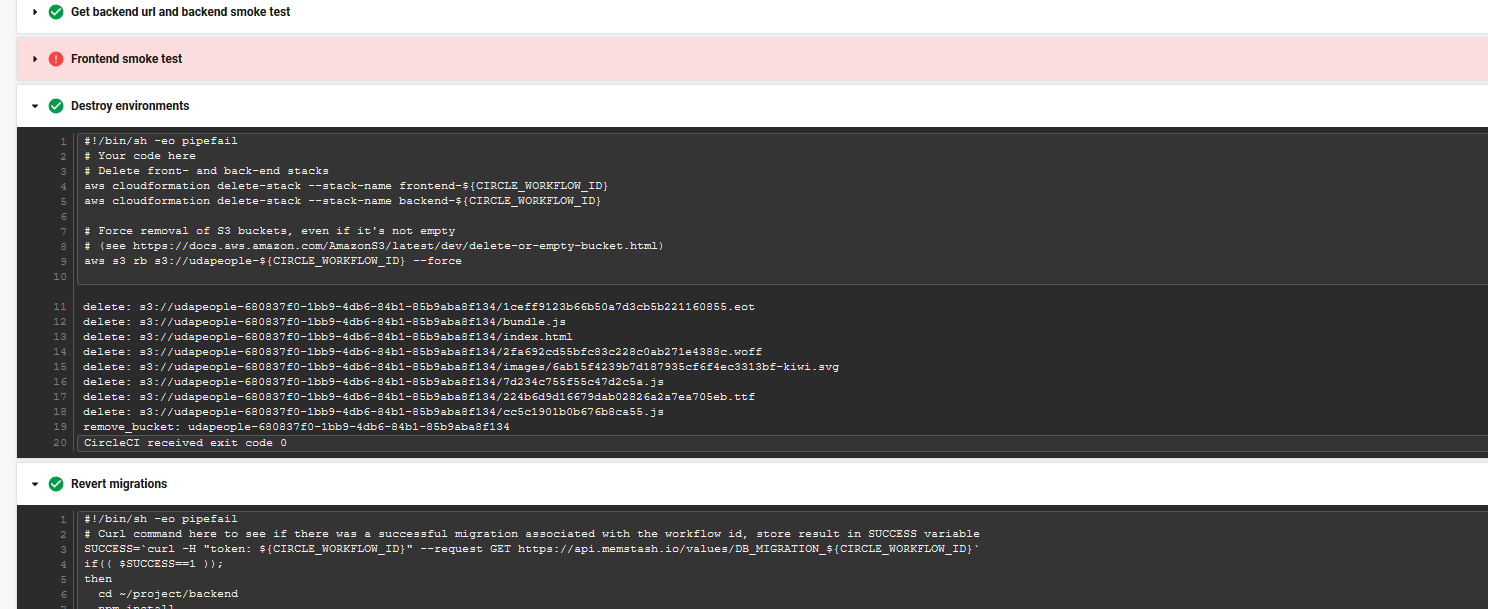 Get backend url and backend smoke test
Frontend smoke test
Destroy environments
1 #!/bin/sh -eo pipefail
2 # Your code here
3 # Delete front- and back-end stacks
4 aws cloudformation delete-stack --stack-name frontend-${CIRCLE_WORKFLOW_ID}
5 aws cloudformation delete-stack --stack-name backend-${CIRCLE_WORKFLOW_ID}
6
7 # Force removal of S3 buckets, even if it's not empty
8 # (see https://docs.aws.amazon.com/AmazonS3/latest/dev/delete-or-empty-bucket.html)
9 aws s3 rb s3://udapeople-${CIRCLE_WORKFLOW_ID} --force
10
11 delete: s3://udapeople-680837f0-1bb9-4db6-84b1-85b9aba8f134/1ceff9123b66b50a7d3cb5b221160855.eot
12 delete: s3://udapeople-680837f0-1bb9-4db6-84b1-85b9aba8f134/bundle.js
13 delete: s3://udapeople-680837f0-1bb9-4db6-84b1-85b9aba8f134/index.html
14 delete: s3://udapeople-680837f0-1bb9-4db6-84b1-85b9aba8f134/2fa692cd55bfc83c228c0ab271e4388c.woff
15 delete: s3://udapeople-680837f0-1bb9-4db6-84b1-85b9aba8f134/images/6ab15f4239b7d187935cf6f4ec3313bf-kiwi.svg
16 delete: s3://udapeople-680837f0-1bb9-4db6-84b1-85b9aba8f134/7d234c755f55c47d2c5a.js
17 delete: s3://udapeople-680837f0-1bb9-4db6-84b1-85b9aba8f134/224b6d9d16679dab02826a2a7ea705eb.ttf
18 delete: s3://udapeople-680837f0-1bb9-4db6-84b1-85b9aba8f134/cc5c1901b0b676b8ca55.js
19 remove_bucket: udapeople-680837f0-1bb9-4db6-84b1-85b9aba8f134
20 CircleCI received exit code 0
Revert migrations
1 #!/bin/sh -eo pipefail
2 # Curl command here to see if there was a successful migration associated with the workflow id, store result in SUCCESS variable
3 SUCCESS=`curl -H "token: ${CIRCLE_WORKFLOW_ID}" --request GET https://api.memstash.io/values/DB_MIGRATION_${CIRCLE_WORKFLOW_ID}`
4 if(( $SUCCESS==1 ));
5 then
6 cd ~/project/backend
7 npm install